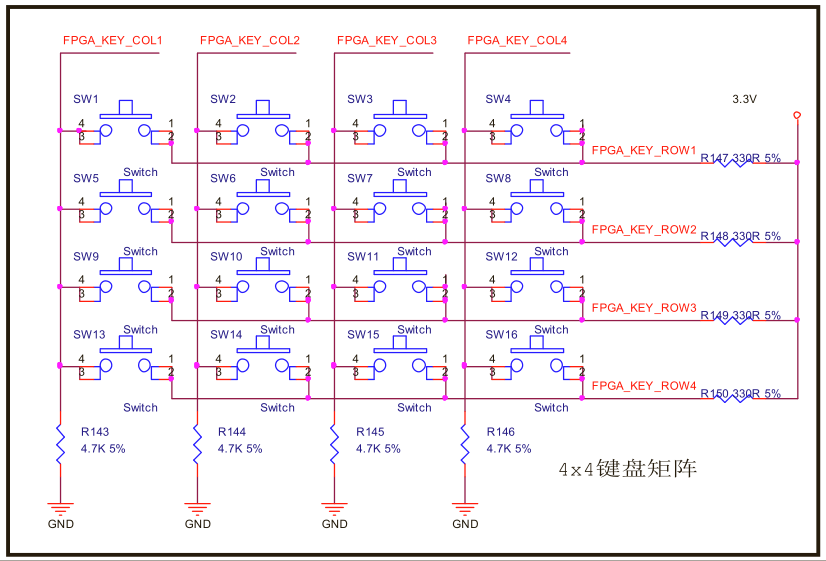 FPGA_KEY_COL1 FPGA_KEY_COL2 FPGA_KEY_COL3 FPGA_KEY_COL4
SW1 SW2 SW3 SW4 3.3V
4 1 4 1 4 1 4 1
3 2 3 2 3 2 3 2
FPGA_KEY_ROW1
R147 330R 5%
Switch Switch Switch Switch
SW5 SW6 SW7 SW8
4 1 4 1 4 1 4 1
3 2 3 2 3 2 3 2
FPGA_KEY_ROW2
R148 330R 5%
Switch Switch Switch Switch
SW9 SW10 SW11 SW12
4 1 4 1 4 1 4 1
3 2 3 2 3 2 3 2
FPGA_KEY_ROW3
R149 330R 5%
Switch Switch Switch Switch
SW13 SW14 SW15 SW16
4 1 4 1 4 1 4 1
3 2 3 2 3 2 3 2
FPGA_KEY_ROW4
R150 330R 5%
Switch Switch Switch Switch
R143 R144 R145 R146
4.7K 5% 4.7K 5% 4.7K 5% 4.7K 5%
4x4键盘矩阵
GND GND GND GND